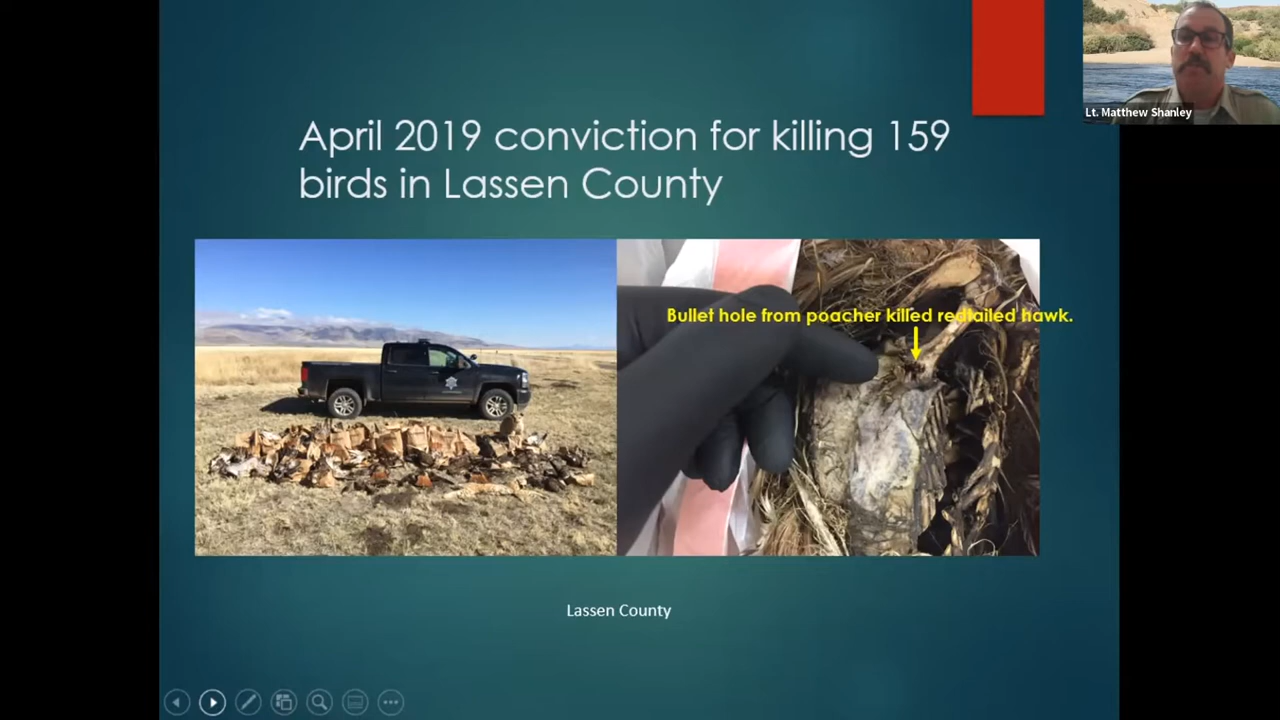 Lt. Matthew Shanley
April 2019 conviction for killing 159
birds in Lassen County
Bullet hole from poacher killed redtailed hawk.
Lassen County